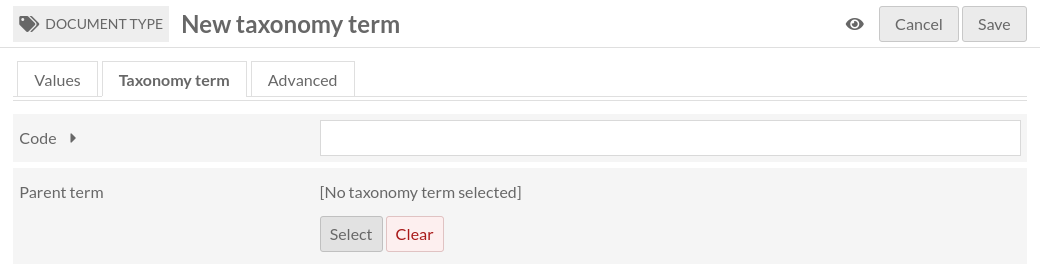 DOCUMENT TYPE New taxonomy term Cancel Save
Values Taxonomy term Advanced
Code
Parent term [No taxonomy term selected]
Select Clear